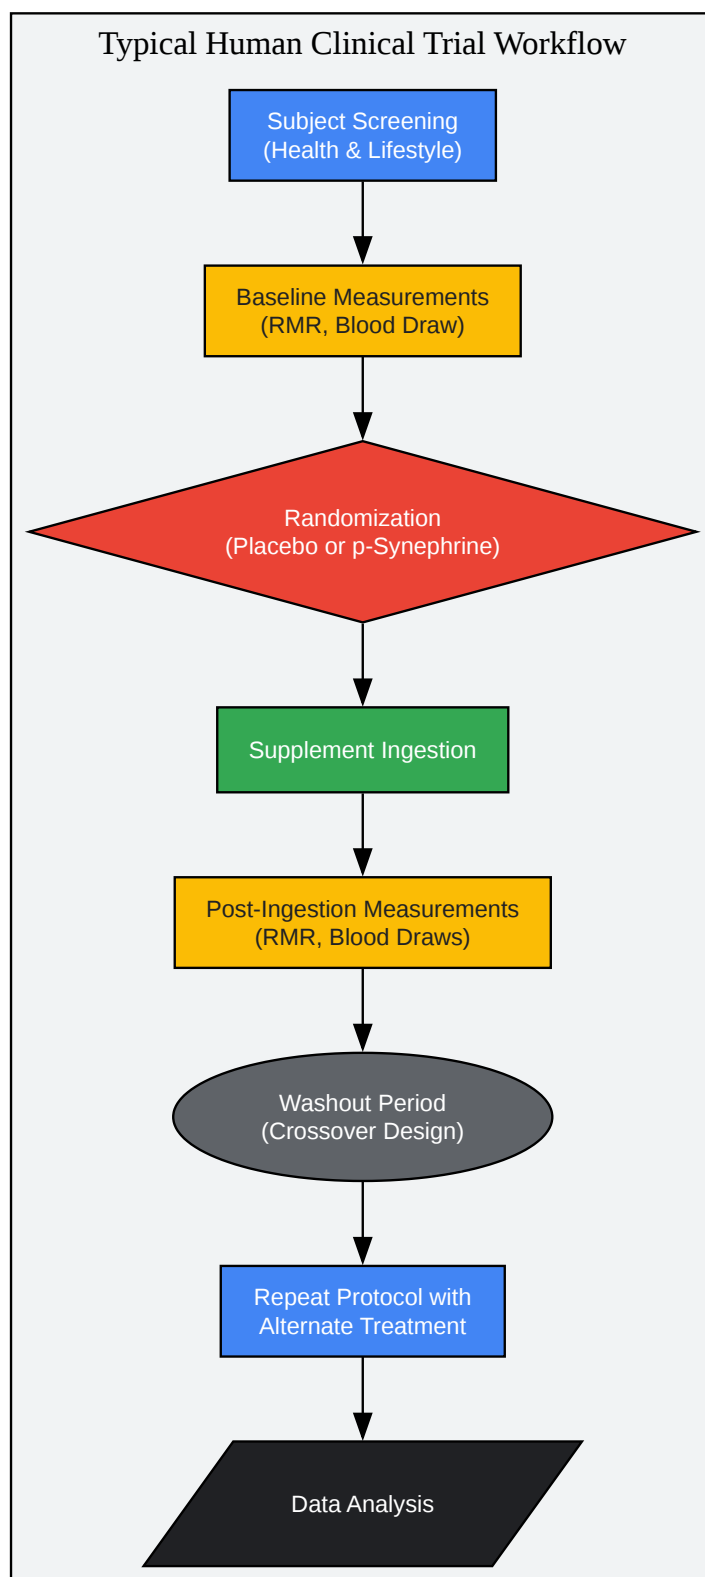 Typical Human Clinical Trial Workflow
Subject Screening
(Health & Lifestyle)
Baseline Measurements
(RMR, Blood Draw)
Randomization
(Placebo or p-Synephrine)
Supplement Ingestion
Post-Ingestion Measurements
(RMR, Blood Draws)
Washout Period
(Crossover Design)
Repeat Protocol with
Alternate Treatment
Data Analysis